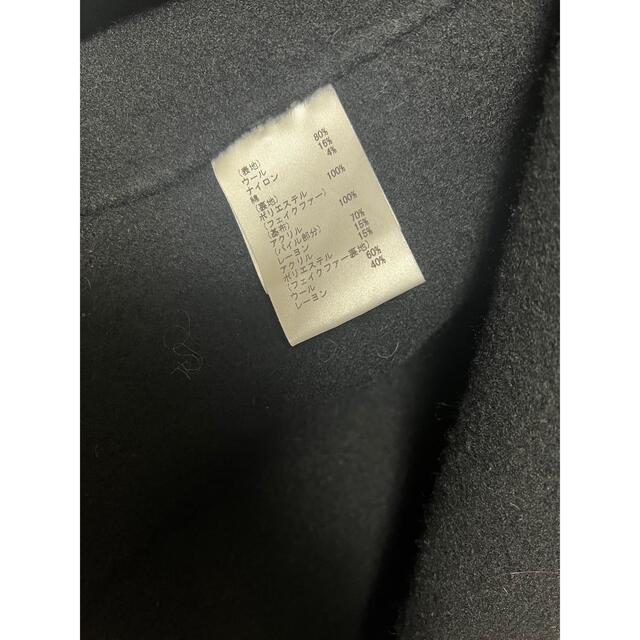 (表地)
ウール 80%
ナイロン 16%
綿 4%
(裏地)
ポリエステル 100%
(フェイクファー)
(基布)
アクリル 100%
(パイル部分)
レーヨン 70%
アクリル 15%
ポリエステル 15%
(フェイクファー裏地)
ウール 60%
レーヨン 40%